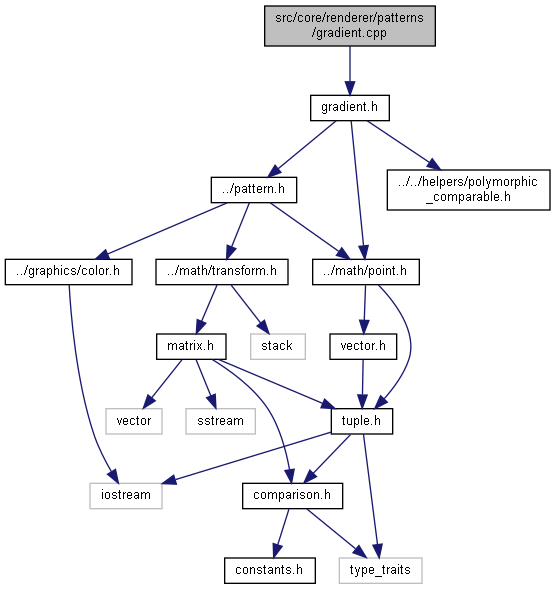 src/core/renderer/patterns
/gradient.cpp
gradient.h
../pattern.h
../../helpers/polymorphic
_comparable.h
../graphics/color.h
../math/transform.h
../math/point.h
matrix.h
stack
vector.h
vector
sstream
tuple.h
iostream
comparison.h
constants.h
type_traits